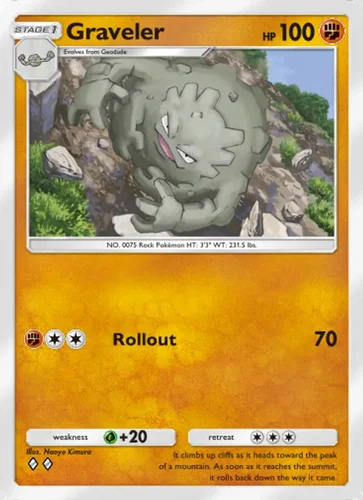 STAGE 1
Graveler
HP 100
Evolves from Geodude
NO. 0075 Rock Pokémon HT: 3'3" WT: 231.5 lbs.
Rollout 70
weakness +20
retreat
Illus. Naoyo Kimura
It climbs up cliffs as it heads toward the peak
of a mountain. As soon as it reaches the summit,
it rolls back down the way it came.